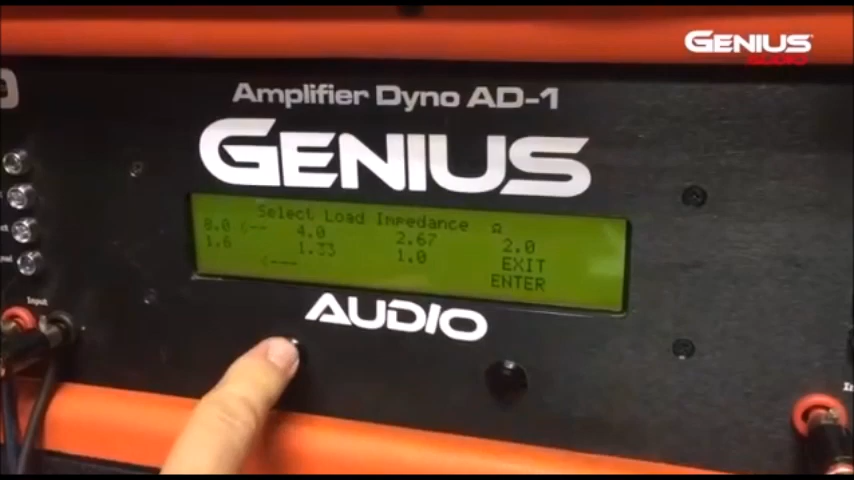 GENIUS
AUDIO
Amplifier Dyno AD-1
GENIUS
Select Load Impedance Ω
8.0 <-- 4.0 2.67 2.0
1.6 1.33 1.0 EXIT
<--- ENTER
AUDIO
Input